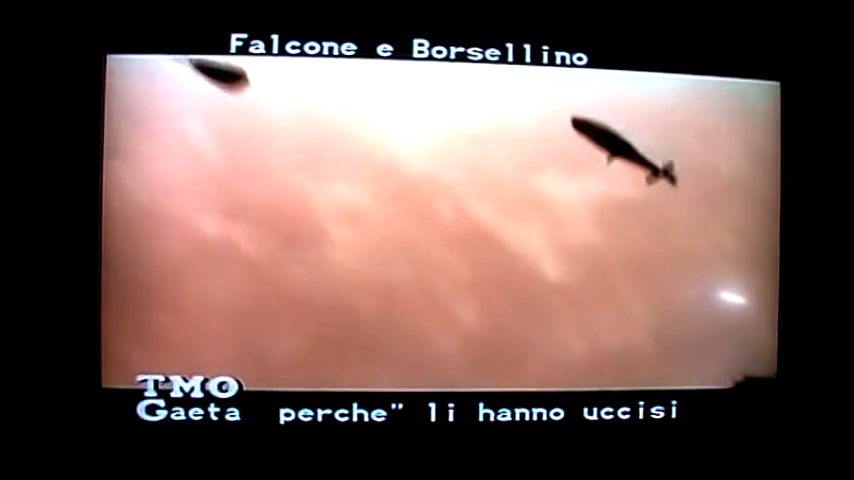 Falcone e Borsellino
TMO
Gaeta
perche" li hanno uccisi